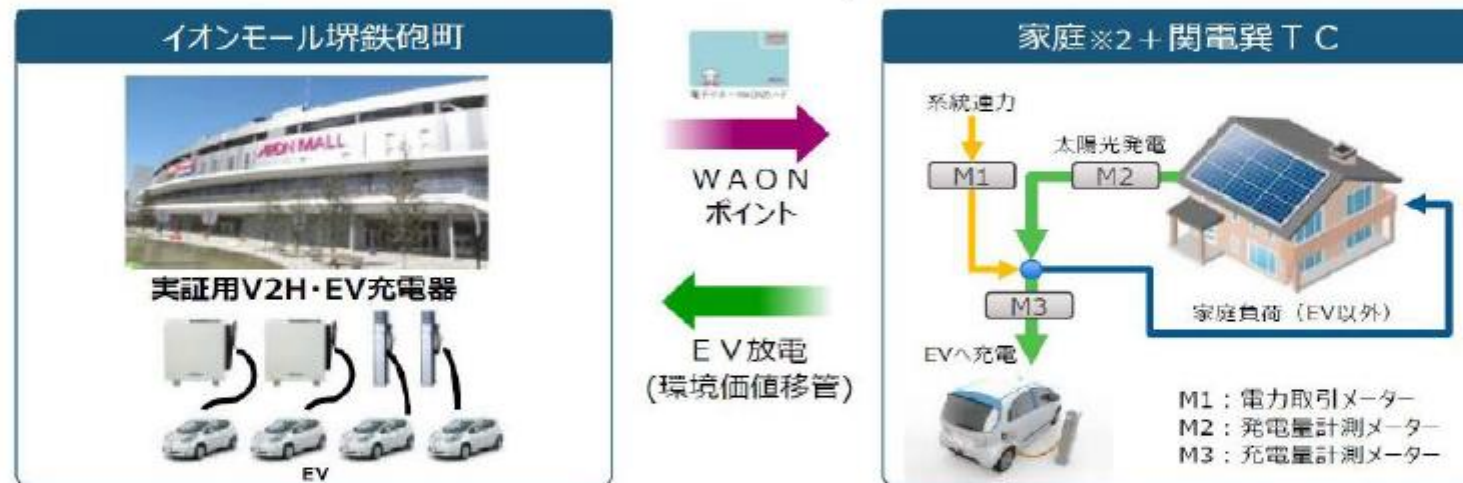 イオンモール堺鉄砲町
AEON MALL
実証用V2H・EV充電器
EV
WAON
ポイント
EV放電
(環境価値移管)
家庭※2＋関電巽TC
系統連力
太陽光発電
M1
M2
M3
家庭負荷（EV以外）
EVへ充電
M1：電力取引メーター
M2：発電量計測メーター
M3：充電量計測メーター